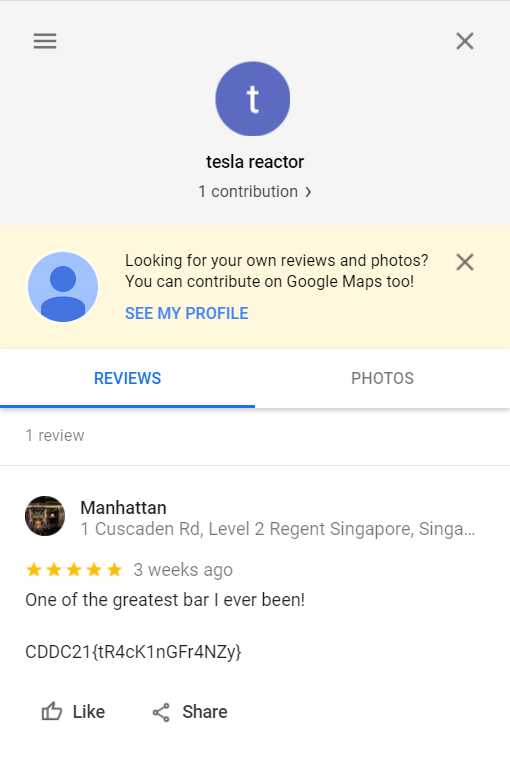 t
tesla reactor
1 contribution
Looking for your own reviews and photos?
You can contribute on Google Maps too!
SEE MY PROFILE
REVIEWS
PHOTOS
1 review
Manhattan
1 Cuscaden Rd, Level 2 Regent Singapore, Singa...
3 weeks ago
One of the greatest bar I ever been!
CDDC21{tR4cK1nGFr4NZy}
Like
Share